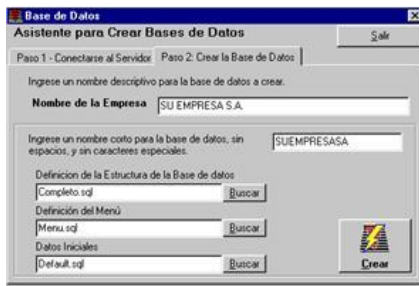 Base de Datos
Asistente para Crear Bases de Datos
Salir
Paso 1 - Conectarse al Servidor
Paso 2: Crear la Base de Datos
Ingrese un nombre descriptivo para la base de datos a crear.
Nombre de la Empresa
SU EMPRESA S.A.
Ingrese un nombre corto para la base de datos, sin
espacios, y sin caracteres especiales.
SUEMPRESASA
Definicion de la Estructura de la Base de datos
Completo.sql
Buscar
Definición del Menú
Menu.sql
Buscar
Datos Iniciales
Default.sql
Buscar
Crear